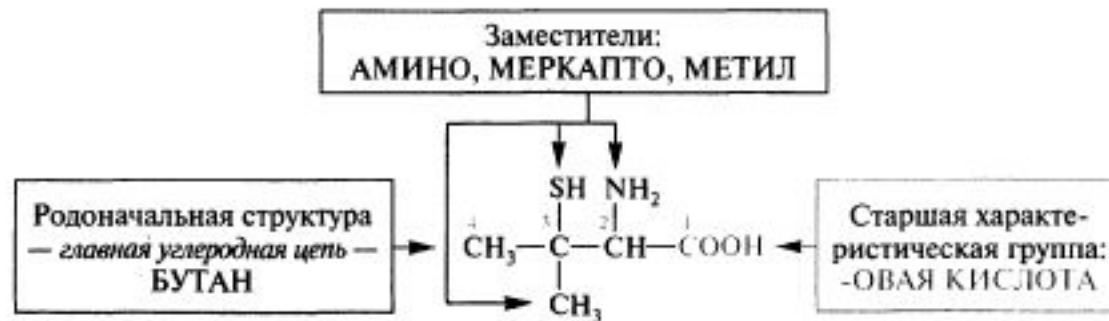 Заместители:
АМИНО, МЕРКАПТО, МЕТИЛ
Родоначальная структура
— главная углеродная цепь —
БУТАН
SH NH₂
4 3 2 1
CH₃—C—CH—COOH
CH₃
Старшая характе-
ристическая группа:
-ОВАЯ КИСЛОТА